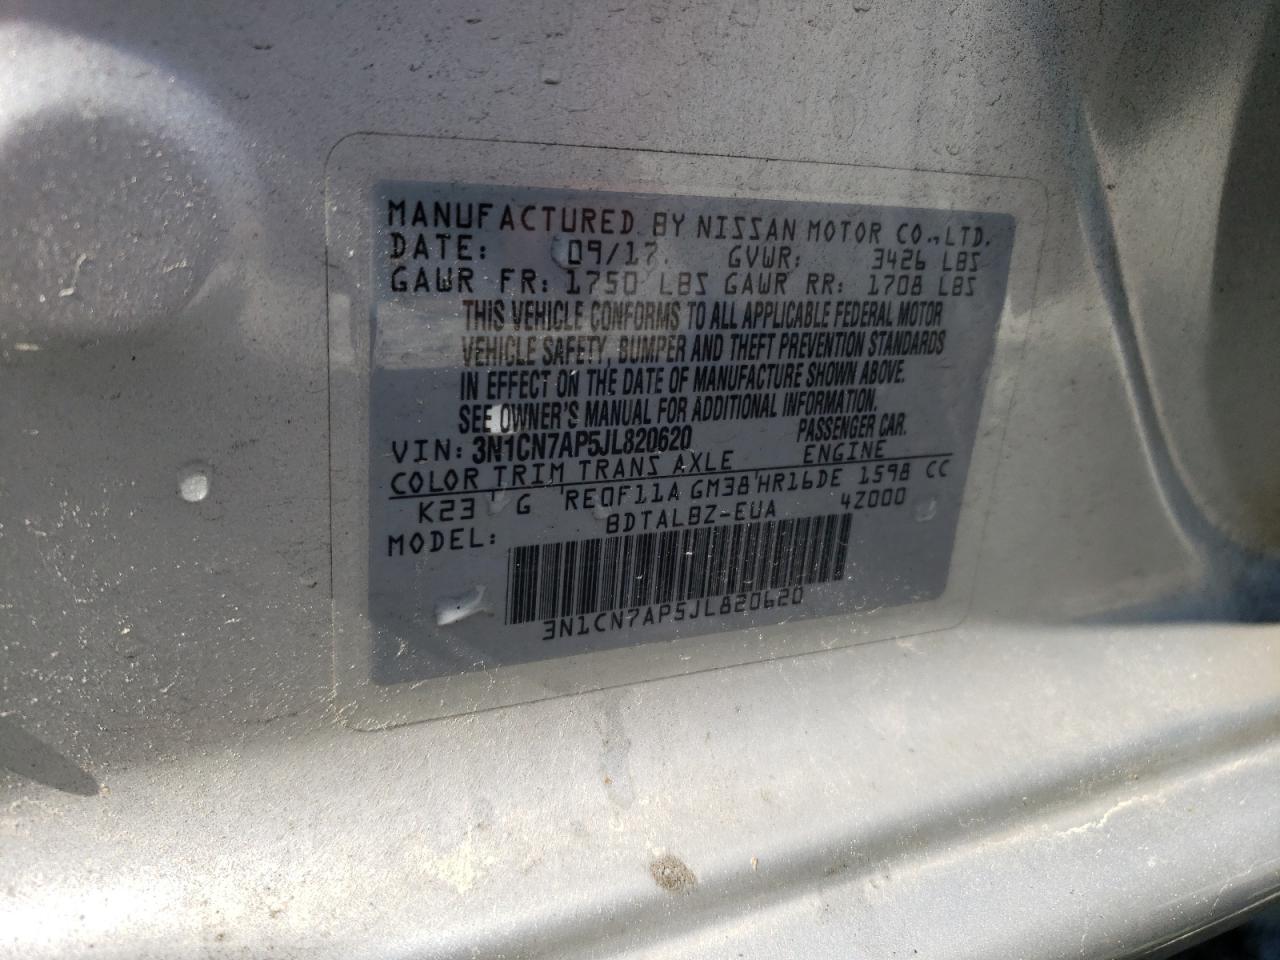 MANUFACTURED BY NISSAN MOTOR CO.,LTD.
DATE: 09/17 GVWR: 3426 LBS
GAWR FR: 1750 LBS GAWR RR: 1708 LBS
THIS VEHICLE CONFORMS TO ALL APPLICABLE FEDERAL MOTOR
VEHICLE SAFETY, BUMPER AND THEFT PREVENTION STANDARDS
IN EFFECT ON THE DATE OF MANUFACTURE SHOWN ABOVE.
SEE OWNER'S MANUAL FOR ADDITIONAL INFORMATION.
VIN: 3N1CN7AP5JL820620 PASSENGER CAR.
COLOR TRIM TRANS AXLE ENGINE
K23 G RE0F11A GM38 HR16DE 1598 CC
MODEL: BDTALBZ-EUA 4Z000
3N1CN7AP5JL820620